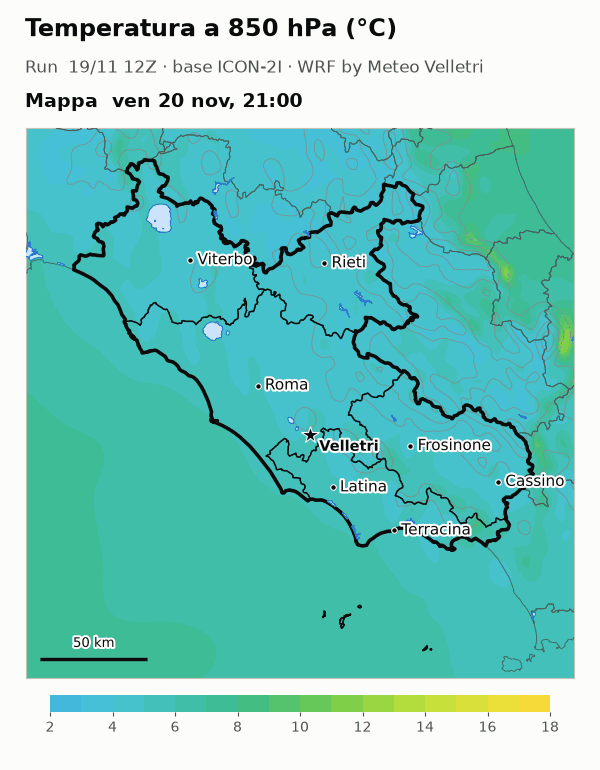 Temperatura a 850 hPa (°C)
Run  19/11 12Z · base ICON-2I · WRF by Meteo Velletri
Mappa  ven 20 nov, 21:00
Viterbo
Rieti
Roma
Velletri
Frosinone
Cassino
Latina
Terracina
50 km
2 4 6 8 10 12 14 16 18